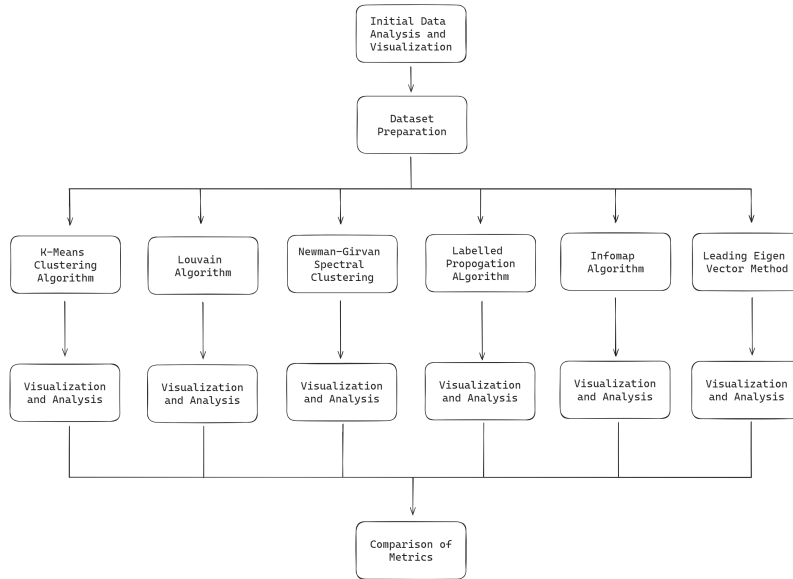 Initial Data
Analysis and
Visualization
Dataset
Preparation
K-Means
Clustering
Algorithm
Louvain
Algorithm
Newman-Girvan
Spectral
Clustering
Labelled
Propogation
ALgorithm
Infomap
Algorithm
Leading Eigen
Vector Method
Visualization
and Analysis
Visualization
and Analysis
Visualization
and Analysis
Visualization
and Analysis
Visualization
and Analysis
Visualization
and Analysis
Comparison of
Metrics